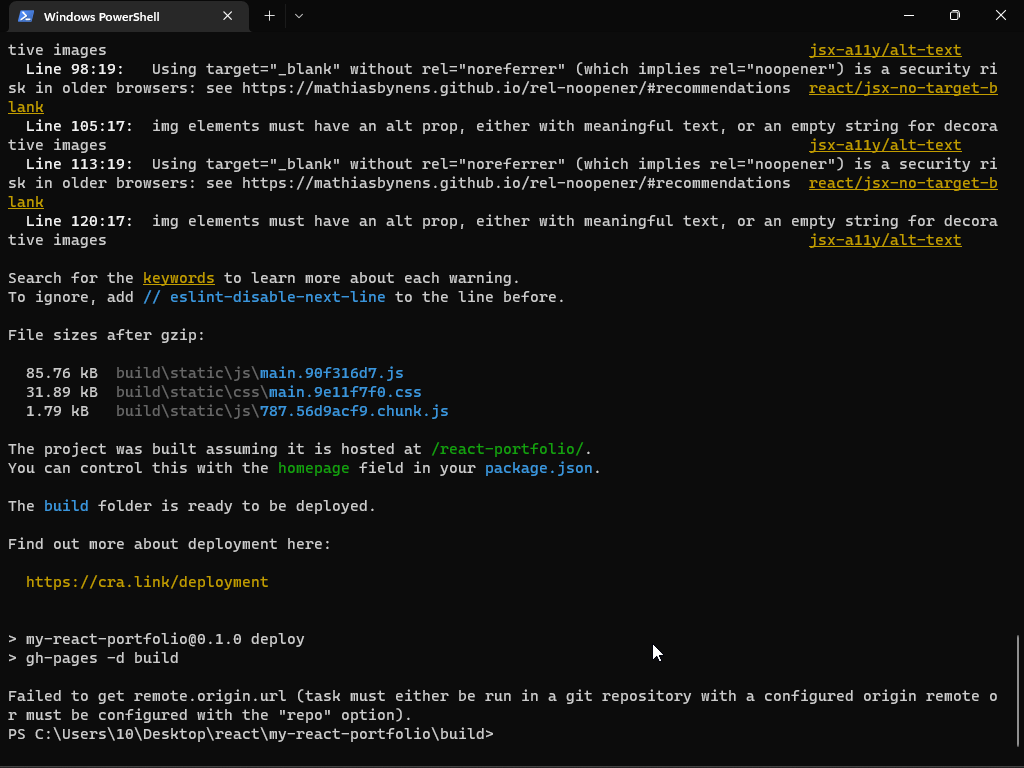 Windows PowerShell
tive images jsx-a11y/alt-text
Line 98:19: Using target="_blank" without rel="noreferrer" (which implies rel="noopener") is a security ri
sk in older browsers: see https://mathiasbynens.github.io/rel-noopener/#recommendations react/jsx-no-target-b
lank
Line 105:17: img elements must have an alt prop, either with meaningful text, or an empty string for decora
tive images jsx-a11y/alt-text
Line 113:19: Using target="_blank" without rel="noreferrer" (which implies rel="noopener") is a security ri
sk in older browsers: see https://mathiasbynens.github.io/rel-noopener/#recommendations react/jsx-no-target-b
lank
Line 120:17: img elements must have an alt prop, either with meaningful text, or an empty string for decora
tive images jsx-a11y/alt-text
Search for the keywords to learn more about each warning.
To ignore, add // eslint-disable-next-line to the line before.
File sizes after gzip:
85.76 kB build\static\js\main.90f316d7.js
31.89 kB build\static\css\main.9e11f7f0.css
1.79 kB build\static\js\787.56d9acf9.chunk.js
The project was built assuming it is hosted at /react-portfolio/.
You can control this with the homepage field in your package.json.
The build folder is ready to be deployed.
Find out more about deployment here:
https://cra.link/deployment
> my-react-portfolio@0.1.0 deploy
> gh-pages -d build
Failed to get remote.origin.url (task must either be run in a git repository with a configured origin remote o
r must be configured with the "repo" option).
PS C:\Users\10\Desktop\react\my-react-portfolio\build>